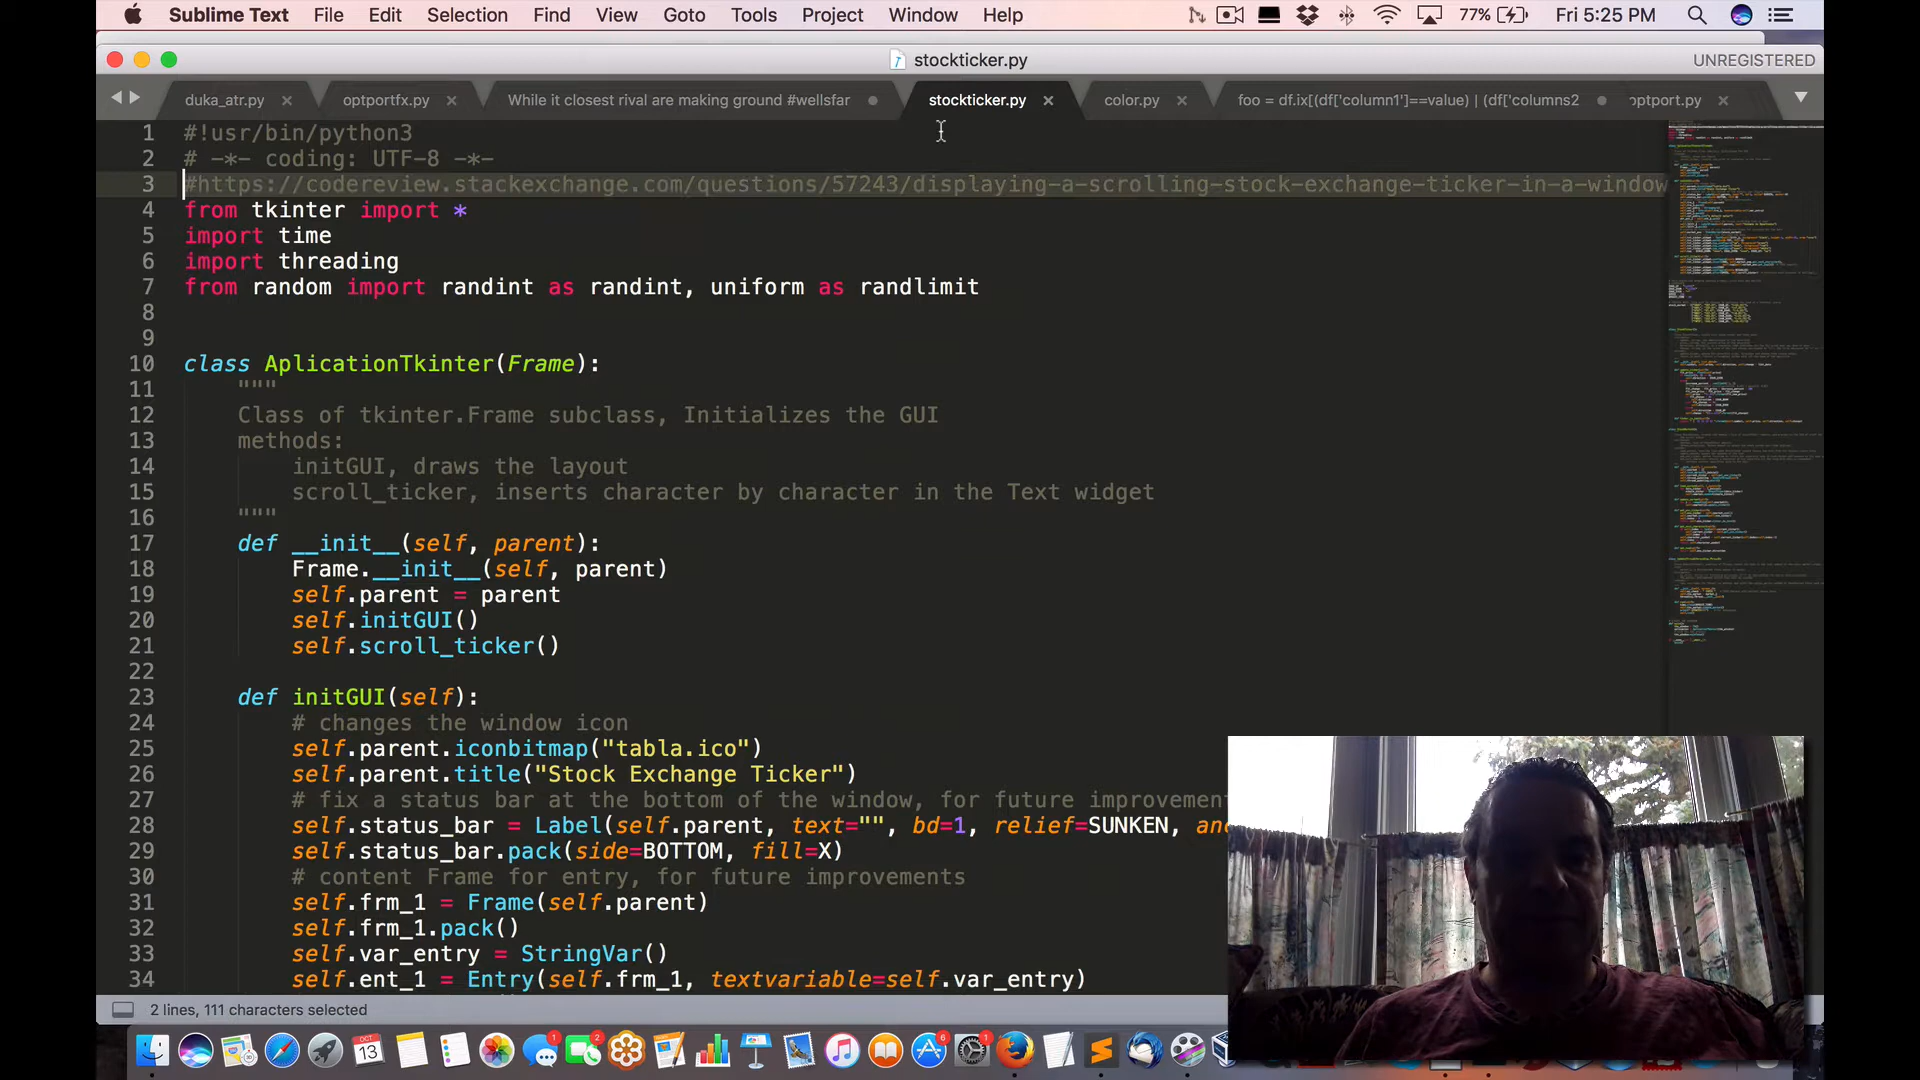 Sublime Text File Edit Selection Find View Goto Tools Project Window Help 77% Fri 5:25 PM
stockticker.py UNREGISTERED
duka_atr.py optportfx.py While it closest rival are making ground #wellsfar stockticker.py color.py foo = df.ix[(df['column1']==value) | (df['columns2 optport.py
1 #!usr/bin/python3
2 # -*- coding: UTF-8 -*-
3 #https://codereview.stackexchange.com/questions/57243/displaying-a-scrolling-stock-exchange-ticker-in-a-window
4 from tkinter import *
5 import time
6 import threading
7 from random import randint as randint, uniform as randlimit
8
9
10 class AplicationTkinter(Frame):
11 """
12 Class of tkinter.Frame subclass, Initializes the GUI
13 methods:
14 initGUI, draws the layout
15 scroll_ticker, inserts character by character in the Text widget
16 """
17 def __init__(self, parent):
18 Frame.__init__(self, parent)
19 self.parent = parent
20 self.initGUI()
21 self.scroll_ticker()
22
23 def initGUI(self):
24 # changes the window icon
25 self.parent.iconbitmap("tabla.ico")
26 self.parent.title("Stock Exchange Ticker")
27 # fix a status bar at the bottom of the window, for future improvement
28 self.status_bar = Label(self.parent, text="", bd=1, relief=SUNKEN, anc
29 self.status_bar.pack(side=BOTTOM, fill=X)
30 # content Frame for entry, for future improvements
31 self.frm_1 = Frame(self.parent)
32 self.frm_1.pack()
33 self.var_entry = StringVar()
34 self.ent_1 = Entry(self.frm_1, textvariable=self.var_entry)
2 lines, 111 characters selected
OCT 13 1 2 6 1